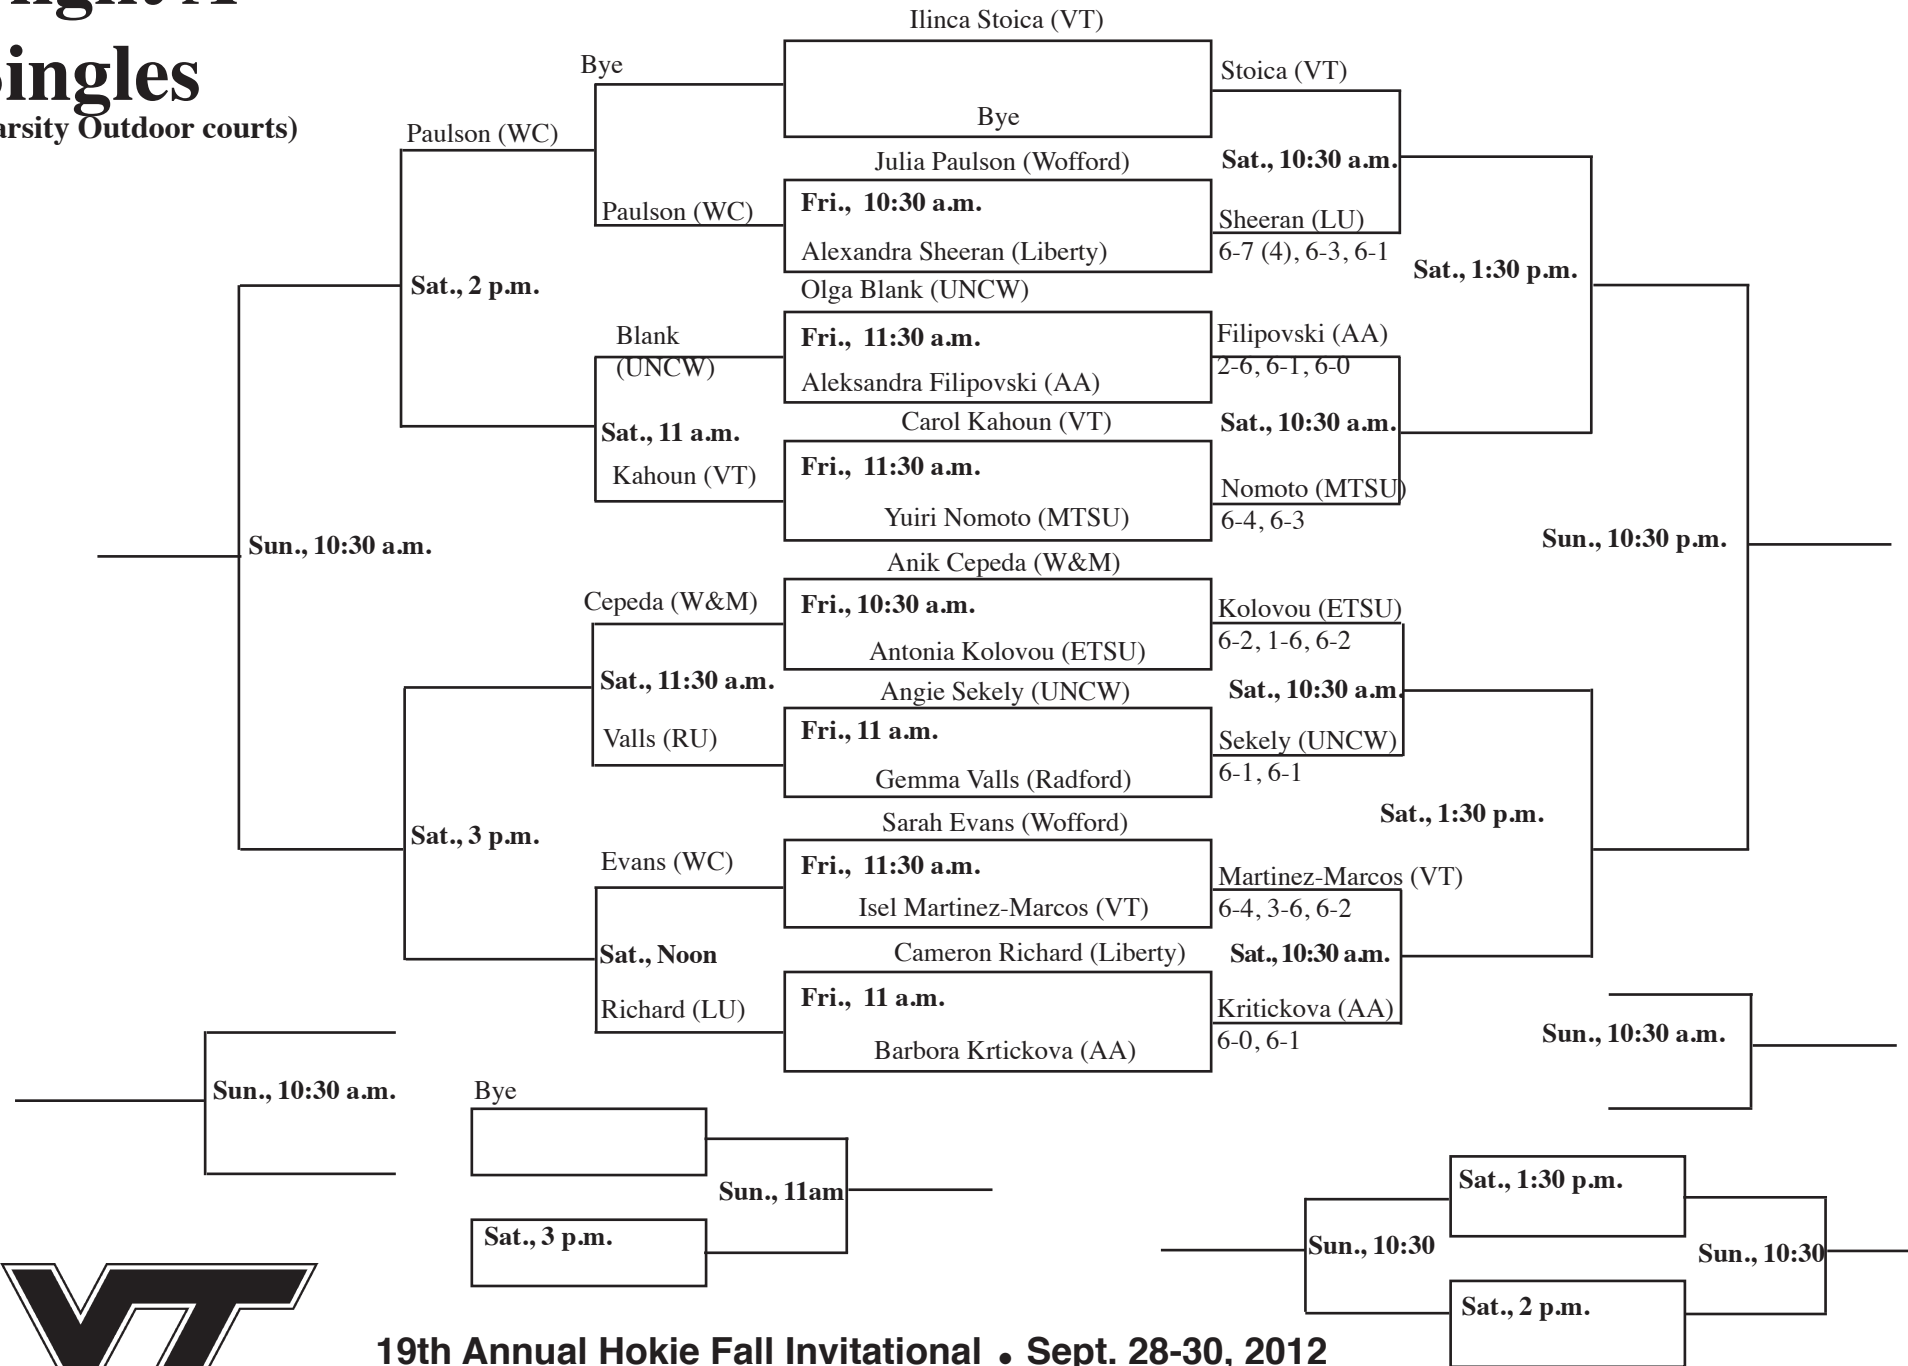 ingles
arsity Outdoor courts)
Ilinca Stoica (VT)
Bye
Stoica (VT)
Bye
Paulson (WC)
Julia Paulson (Wofford)
Sat., 10:30 a.m.
Fri., 10:30 a.m.
Paulson (WC)
Sheeran (LU)
Alexandra Sheeran (Liberty)
6-7 (4), 6-3, 6-1
Sat., 1:30 p.m.
Sat., 2 p.m.
Olga Blank (UNCW)
Blank
(UNCW)
Fri., 11:30 a.m.
Filipovski (AA)
2-6, 6-1, 6-0
Aleksandra Filipovski (AA)
Carol Kahoun (VT)
Sat., 10:30 a.m.
Sat., 11 a.m.
Fri., 11:30 a.m.
Kahoun (VT)
Nomoto (MTSU)
Yuiri Nomoto (MTSU)
6-4, 6-3
Sun., 10:30 a.m.
Sun., 10:30 p.m.
Anik Cepeda (W&M)
Cepeda (W&M)
Fri., 10:30 a.m.
Kolovou (ETSU)
6-2, 1-6, 6-2
Antonia Kolovou (ETSU)
Sat., 11:30 a.m.
Angie Sekely (UNCW)
Sat., 10:30 a.m.
Fri., 11 a.m.
Valls (RU)
Sekely (UNCW)
Gemma Valls (Radford)
6-1, 6-1
Sat., 1:30 p.m.
Sarah Evans (Wofford)
Sat., 3 p.m.
Evans (WC)
Fri., 11:30 a.m.
Martinez-Marcos (VT)
Isel Martinez-Marcos (VT)
6-4, 3-6, 6-2
Sat., Noon
Cameron Richard (Liberty)
Sat., 10:30 a.m.
Fri., 11 a.m.
Richard (LU)
Kritickova (AA)
Barbora Krtickova (AA)
6-0, 6-1
Sun., 10:30 a.m.
Sun., 10:30 a.m.
Bye
Sun., 11am
Sat., 3 p.m.
Sat., 1:30 p.m.
Sun., 10:30
Sun., 10:30
Sat., 2 p.m.
VT
19th Annual Hokie Fall Invitational • Sept. 28-30, 2012